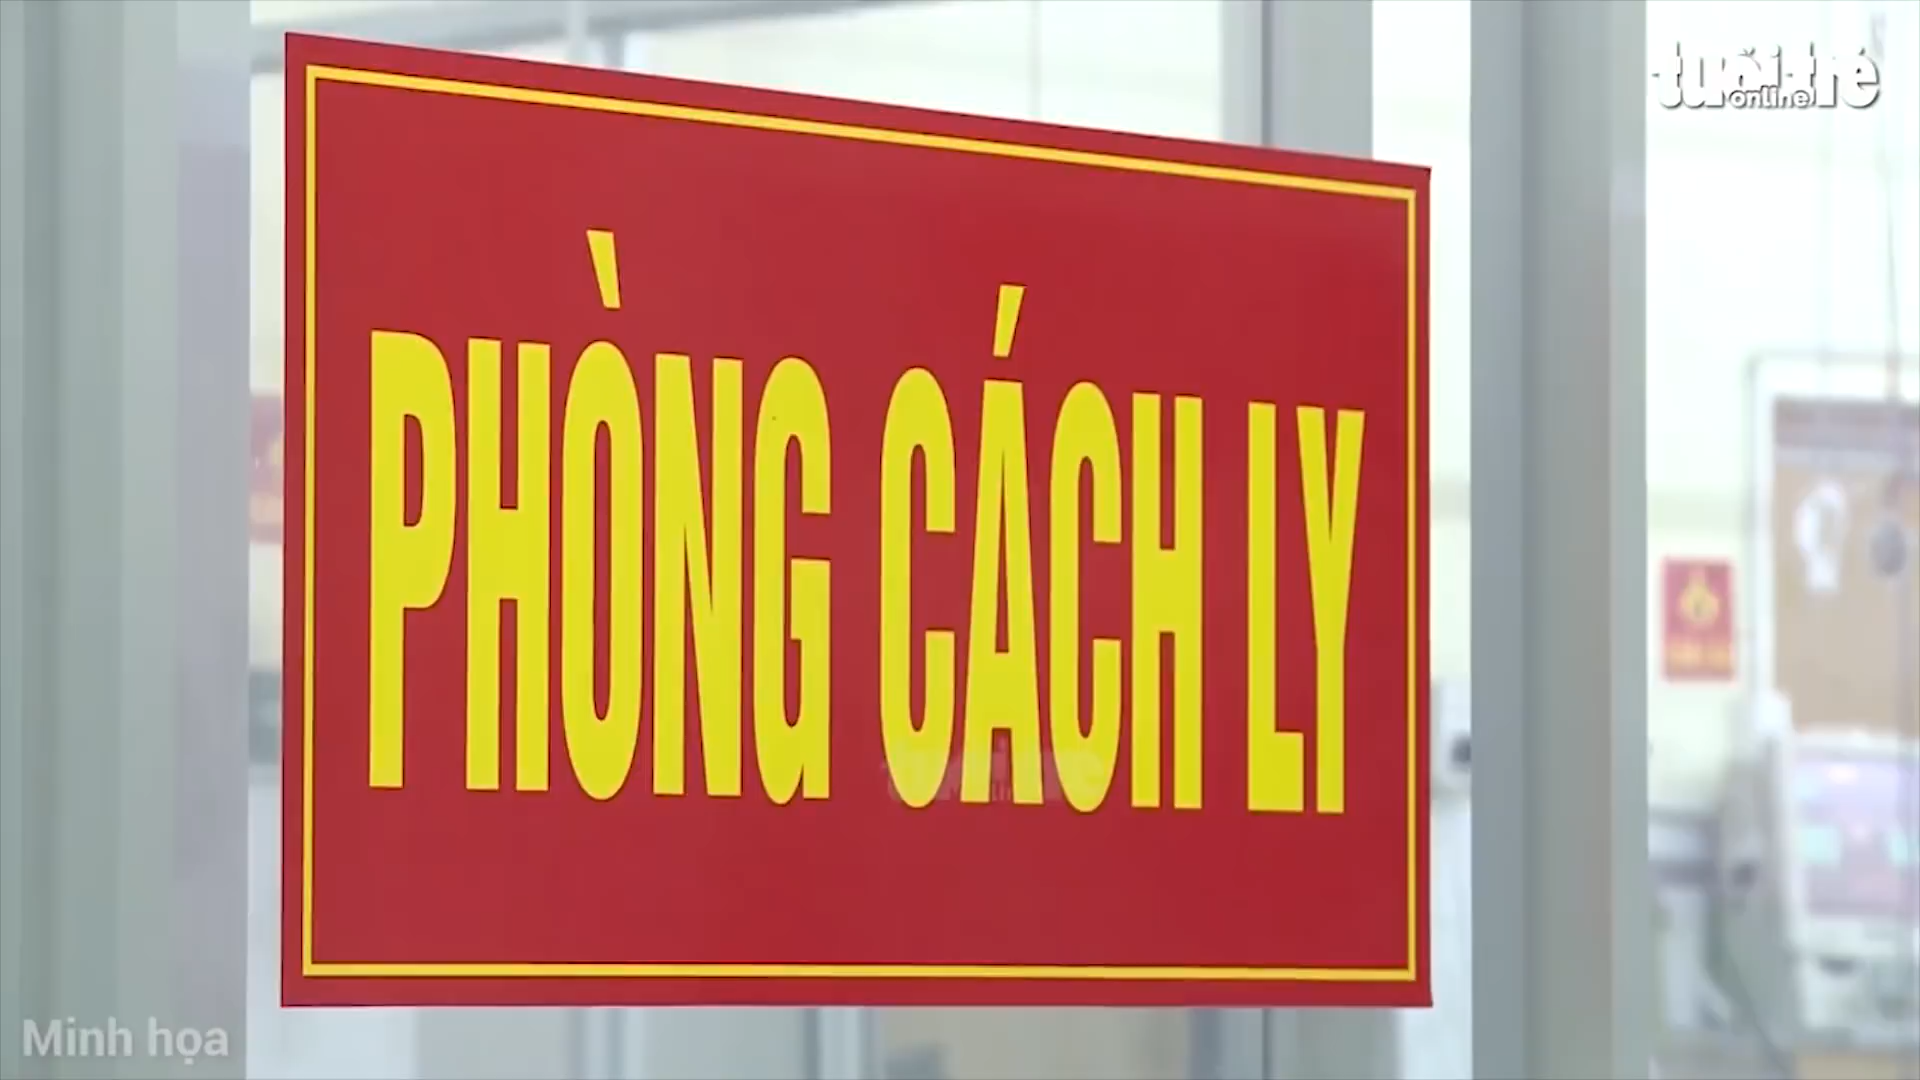 tuổi trẻ
online
PHÒNG CÁCH LY
Minh họa